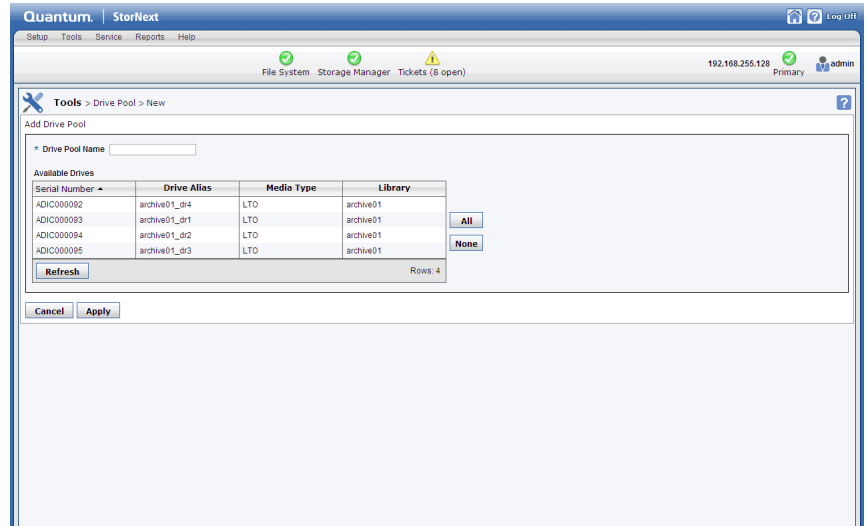 Quantum. StorNext Log Off
Setup Tools Service Reports Help
File System Storage Manager Tickets (8 open) 192.168.255.128 Primary admin
Tools > Drive Pool > New ?
Add Drive Pool
* Drive Pool Name
Available Drives
Serial Number Drive Alias Media Type Library
ADIC000092 archive01_dr4 LTO archive01
ADIC000093 archive01_dr1 LTO archive01
ADIC000094 archive01_dr2 LTO archive01
ADIC000095 archive01_dr3 LTO archive01
All
None
Refresh Rows: 4
Cancel Apply